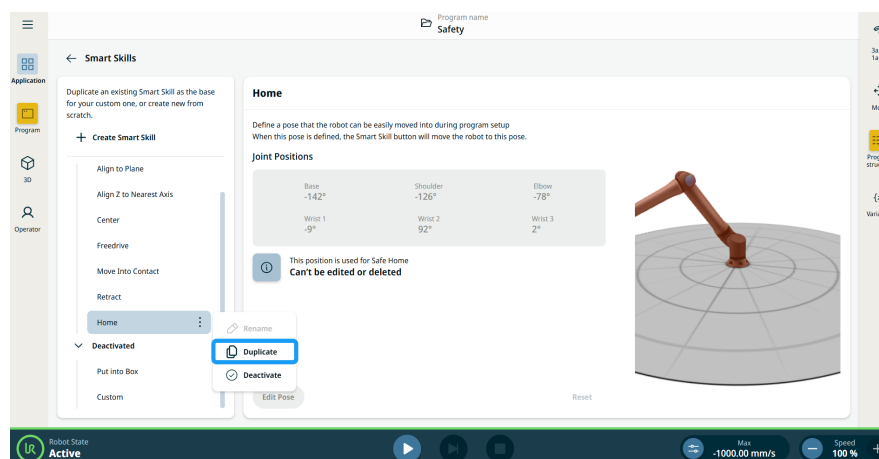 Program name
Safety
Smart Skills
Application
Program
3D
Operator
Duplicate an existing Smart Skill as the base
for your custom one, or create new from
scratch.
Create Smart Skill
Align to Plane
Align Z to Nearest Axis
Center
Freedrive
Move Into Contact
Retract
Home
Deactivated
Put into Box
Custom
Rename
Duplicate
Deactivate
Home
Define a pose that the robot can be easily moved into during program setup
When this pose is defined, the Smart Skill button will move the robot to this pose.
Joint Positions
Base Shoulder Elbow
-142° -126° -78°
Wrist 1 Wrist 2 Wrist 3
-9° 92° 2°
This position is used for Safe Home
Can't be edited or deleted
Edit Pose Reset
Robot State
Active
Max
-1000.00 mm/s
Speed
100 %